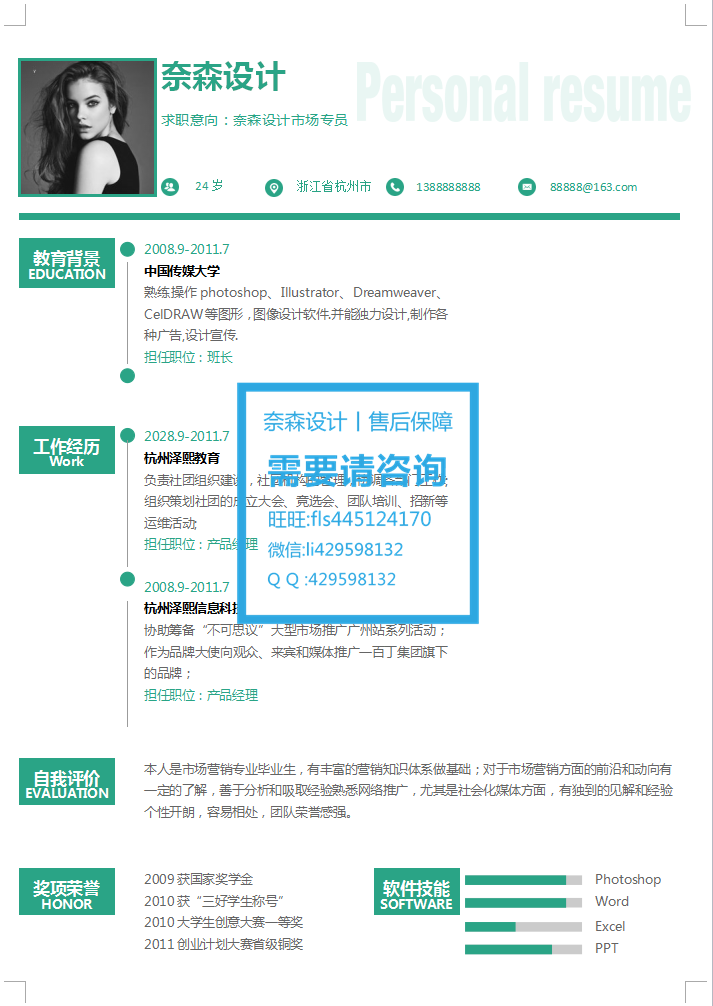 奈森设计
Personal resume
求职意向：奈森设计市场专员
24 岁
浙江省杭州市
1388888888
88888@163.com
教育背景
EDUCATION
2008.9-2011.7
中国传媒大学
熟练操作 photoshop、Illustrator、Dreamweaver、
CelDRAW 等图形，图像设计软件.并能独力设计,制作各
种广告,设计宣传.
担任职位：班长
工作经历
Work
2028.9-2011.7
杭州泽熙教育
负责社团组织建设，社
组织策划社团的成立大会、竞选会、团队培训、招新等
运维活动;
担任职位：产品经理
2008.9-2011.7
杭州泽熙信息科技
协助筹备“不可思议”大型市场推广广州站系列活动；
作为品牌大使向观众、来宾和媒体推广一百丁集团旗下
的品牌；
担任职位：产品经理
奈森设计丨售后保障
需要请咨询
旺旺:fls445124170
微信:li429598132
Q Q :429598132
自我评价
EVALUATION
本人是市场营销专业毕业生，有丰富的营销知识体系做基础；对于市场营销方面的前沿和动向有
一定的了解，善于分析和吸取经验熟悉网络推广，尤其是社会化媒体方面，有独到的见解和经验
个性开朗，容易相处，团队荣誉感强。
奖项荣誉
HONOR
2009 获国家奖学金
2010 获“三好学生称号”
2010 大学生创意大赛一等奖
2011 创业计划大赛省级铜奖
软件技能
SOFTWARE
Photoshop
Word
Excel
PPT